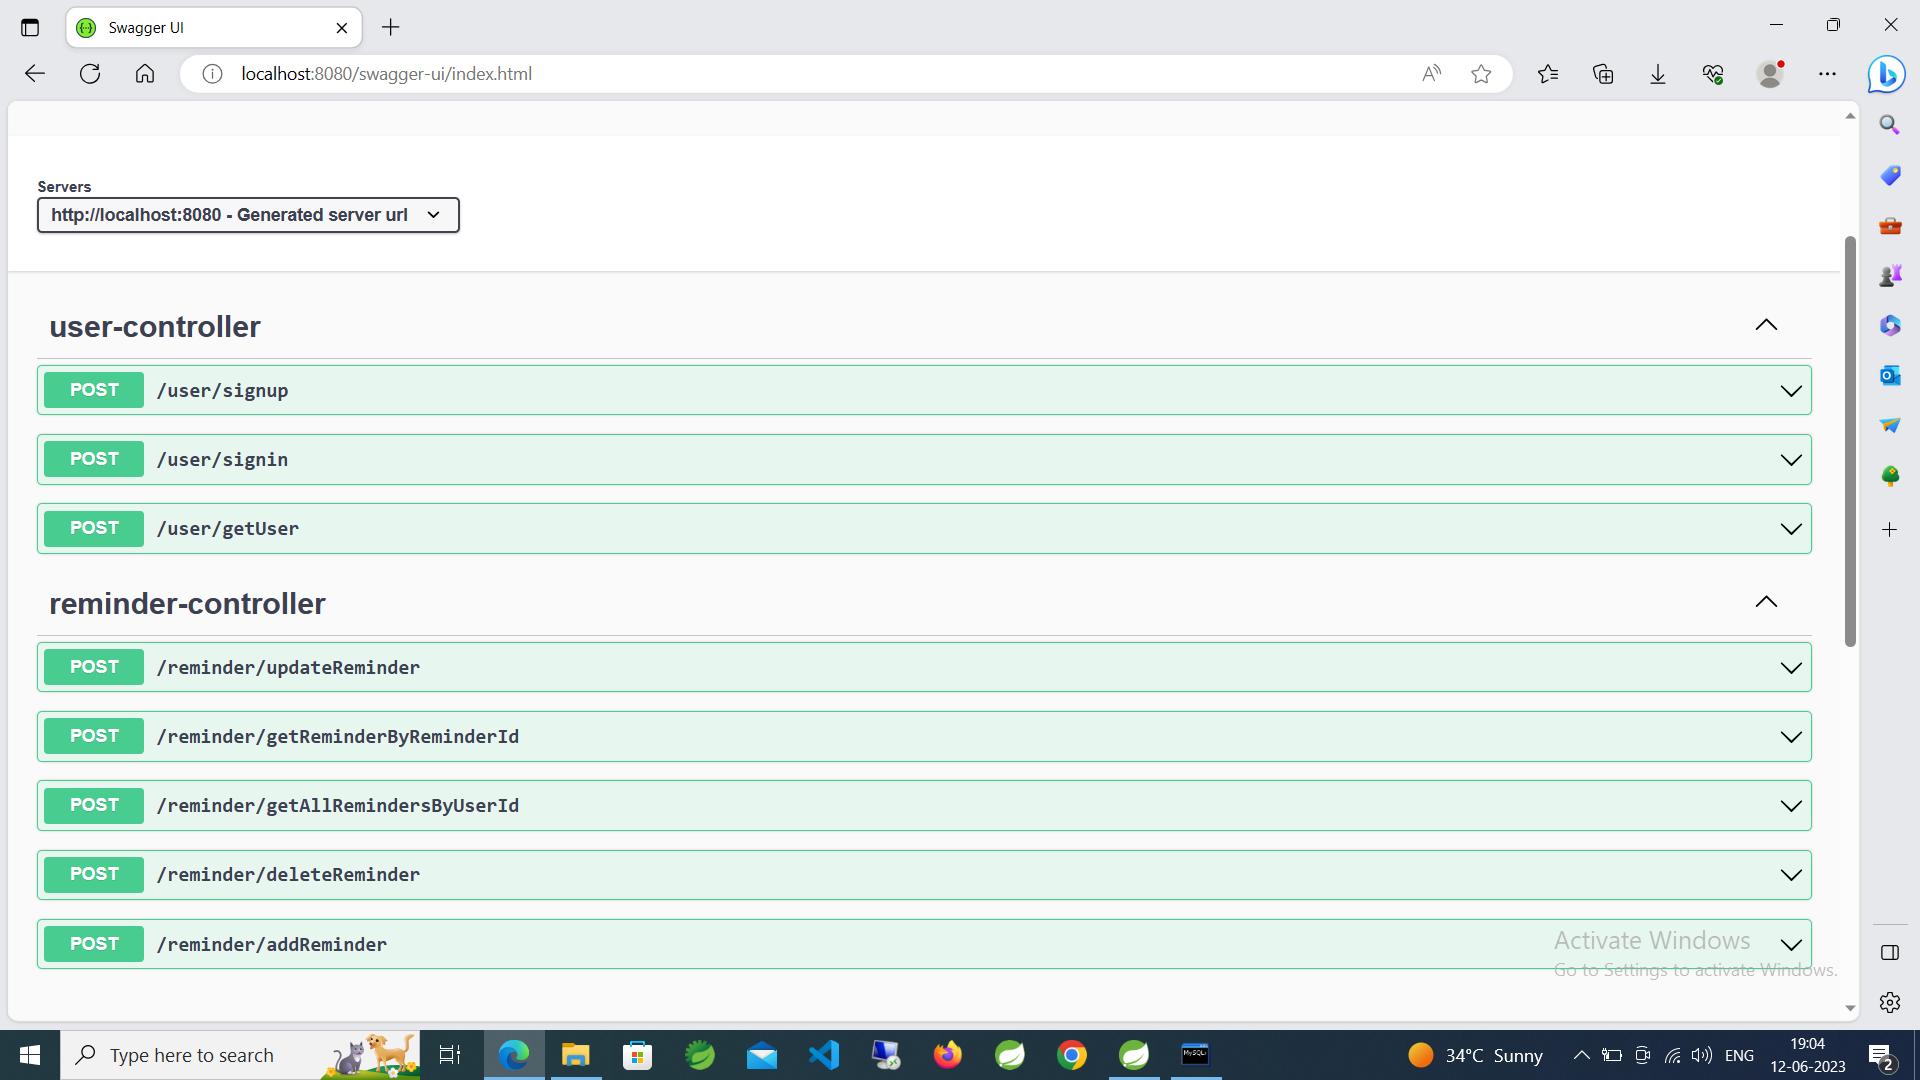 Swagger UI
localhost:8080/swagger-ui/index.html
Servers
http://localhost:8080 - Generated server url
user-controller
POST /user/signup
POST /user/signin
POST /user/getUser
reminder-controller
POST /reminder/updateReminder
POST /reminder/getReminderByReminderId
POST /reminder/getAllRemindersByUserId
POST /reminder/deleteReminder
POST /reminder/addReminder
Activate Windows
Go to Settings to activate Windows.
Type here to search
MySQL
34°C Sunny
ENG
19:04
12-06-2023
2